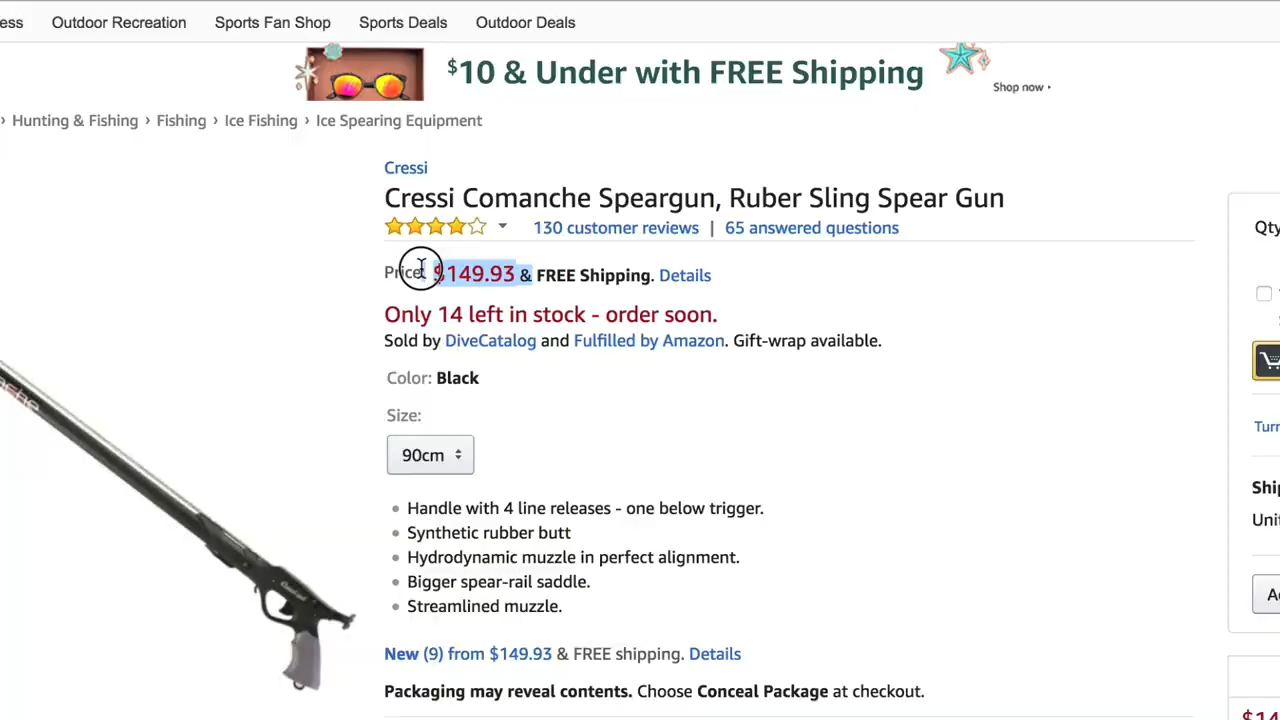 ess Outdoor Recreation Sports Fan Shop Sports Deals Outdoor Deals
$10 & Under with FREE Shipping
Shop now
› Hunting & Fishing › Fishing › Ice Fishing › Ice Spearing Equipment
Cressi
Cressi Comanche Speargun, Ruber Sling Spear Gun
130 customer reviews | 65 answered questions
Price: $149.93 & FREE Shipping. Details
Only 14 left in stock - order soon.
Sold by DiveCatalog and Fulfilled by Amazon. Gift-wrap available.
Color: Black
Size:
90cm
• Handle with 4 line releases - one below trigger.
• Synthetic rubber butt
• Hydrodynamic muzzle in perfect alignment.
• Bigger spear-rail saddle.
• Streamlined muzzle.
New (9) from $149.93 & FREE shipping. Details
Packaging may reveal contents. Choose Conceal Package at checkout.
Qty
Turr
Ship
Unit
$14